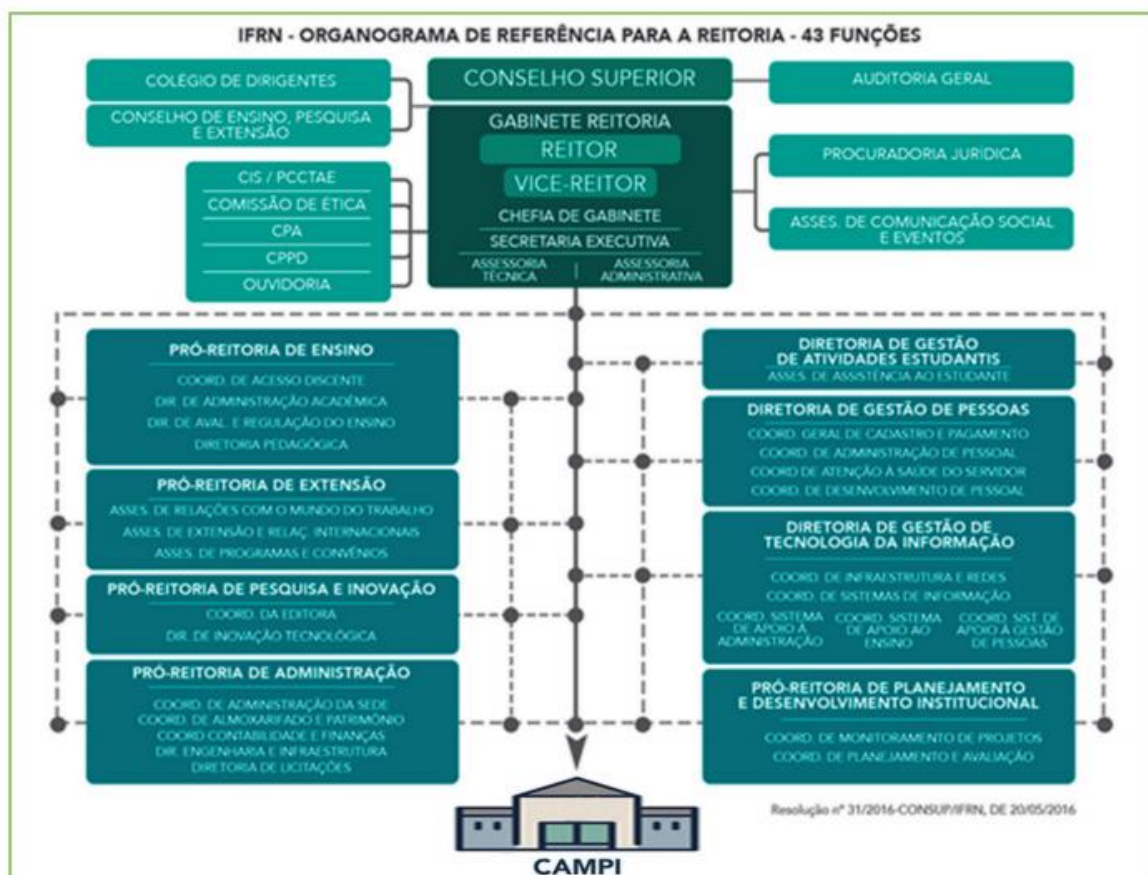 IFRN - ORGANOGRAMA DE REFERÊNCIA PARA A REITORIA - 43 FUNÇÕES
COLÉGIO DE DIRIGENTES
CONSELHO DE ENSINO, PESQUISA
E EXTENSÃO
CONSELHO SUPERIOR
AUDITORIA GERAL
GABINETE REITORIA
REITOR
VICE-REITOR
CHEFIA DE GABINETE
SECRETARIA EXECUTIVA
ASSESSORIA
TÉCNICA
ASSESSORIA
ADMINISTRATIVA
PROCURADORIA JURÍDICA
ASSES. DE COMUNICAÇÃO SOCIAL
E EVENTOS
CIS / PCCTAE
COMISSÃO DE ÉTICA
CPA
CPPD
OUVIDORIA
PRÓ-REITORIA DE ENSINO
COORD. DE ACESSO DISCENTE
DIR. DE ADMINISTRAÇÃO ACADÊMICA
DIR. DE AVAL. E REGULAÇÃO DO ENSINO
DIRETORIA PEDAGÓGICA
PRÓ-REITORIA DE EXTENSÃO
ASSES. DE RELAÇÕES COM O MUNDO DO TRABALHO
ASSES. DE EXTENSÃO E RELAÇ. INTERNACIONAIS
ASSES. DE PROGRAMAS E CONVÊNIOS
PRÓ-REITORIA DE PESQUISA E INOVAÇÃO
COORD. DA EDITORA
DIR. DE INOVAÇÃO TECNOLÓGICA
PRÓ-REITORIA DE ADMINISTRAÇÃO
COORD. DE ADMINISTRAÇÃO DA SEDE
COORD. DE ALMOXARIFADO E PATRIMÔNIO
COORD CONTABILIDADE E FINANÇAS
DIR. ENGENHARIA E INFRAESTRUTURA
DIRETORIA DE LICITAÇÕES
DIRETORIA DE GESTÃO
DE ATIVIDADES ESTUDANTIS
ASSES. DE ASSISTÊNCIA AO ESTUDANTE
DIRETORIA DE GESTÃO DE PESSOAS
COORD. GERAL DE CADASTRO E PAGAMENTO
COORD. DE ADMINISTRAÇÃO DE PESSOAL
COORD DE ATENÇÃO À SAÚDE DO SERVIDOR
COORD. DE DESENVOLVIMENTO DE PESSOAL
DIRETORIA DE GESTÃO DE
TECNOLOGIA DA INFORMAÇÃO
COORD. DE INFRAESTRUTURA E REDES
COORD. DE SISTEMAS DE INFORMAÇÃO
COORD. SISTEMA
DE APOIO À
ADMINISTRAÇÃO
COORD. SISTEMA
DE APOIO AO
ENSINO
COORD. SIST. DE
APOIO À GESTÃO
DE PESSOAS
PRÓ-REITORIA DE PLANEJAMENTO
E DESENVOLVIMENTO INSTITUCIONAL
COORD. DE MONITORAMENTO DE PROJETOS
COORD. DE PLANEJAMENTO E AVALIAÇÃO
Resolução nº 31/2016-CONSUP/IFRN, DE 20/05/2016
CAMPI